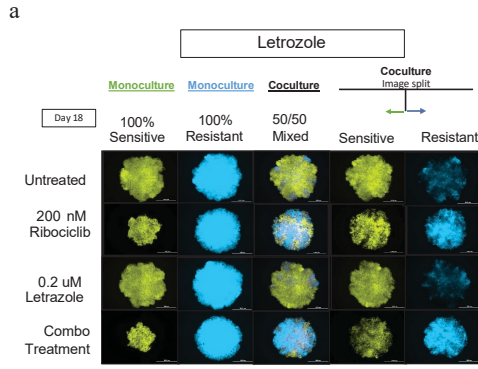 a
Letrozole
Monoculture
Monoculture
Coculture
Coculture
Image split
Day 18
100%
Sensitive
100%
Resistant
50/50
Mixed
Sensitive
Resistant
Untreated
200 nM
Ribociclib
0.2 uM
Letrazole
Combo
Treatment